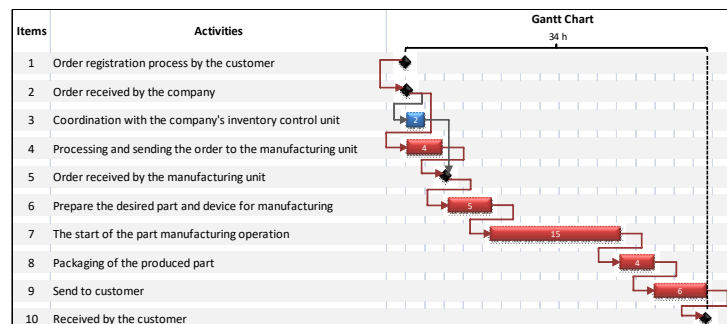 Items Activities Gantt Chart
34 h
1 Order registration process by the customer
2 Order received by the company
3 Coordination with the company's inventory control unit 2
4 Processing and sending the order to the manufacturing unit 4
5 Order received by the manufacturing unit
6 Prepare the desired part and device for manufacturing 5
7 The start of the part manufacturing operation 15
8 Packaging of the produced part 4
9 Send to customer 6
10 Received by the customer